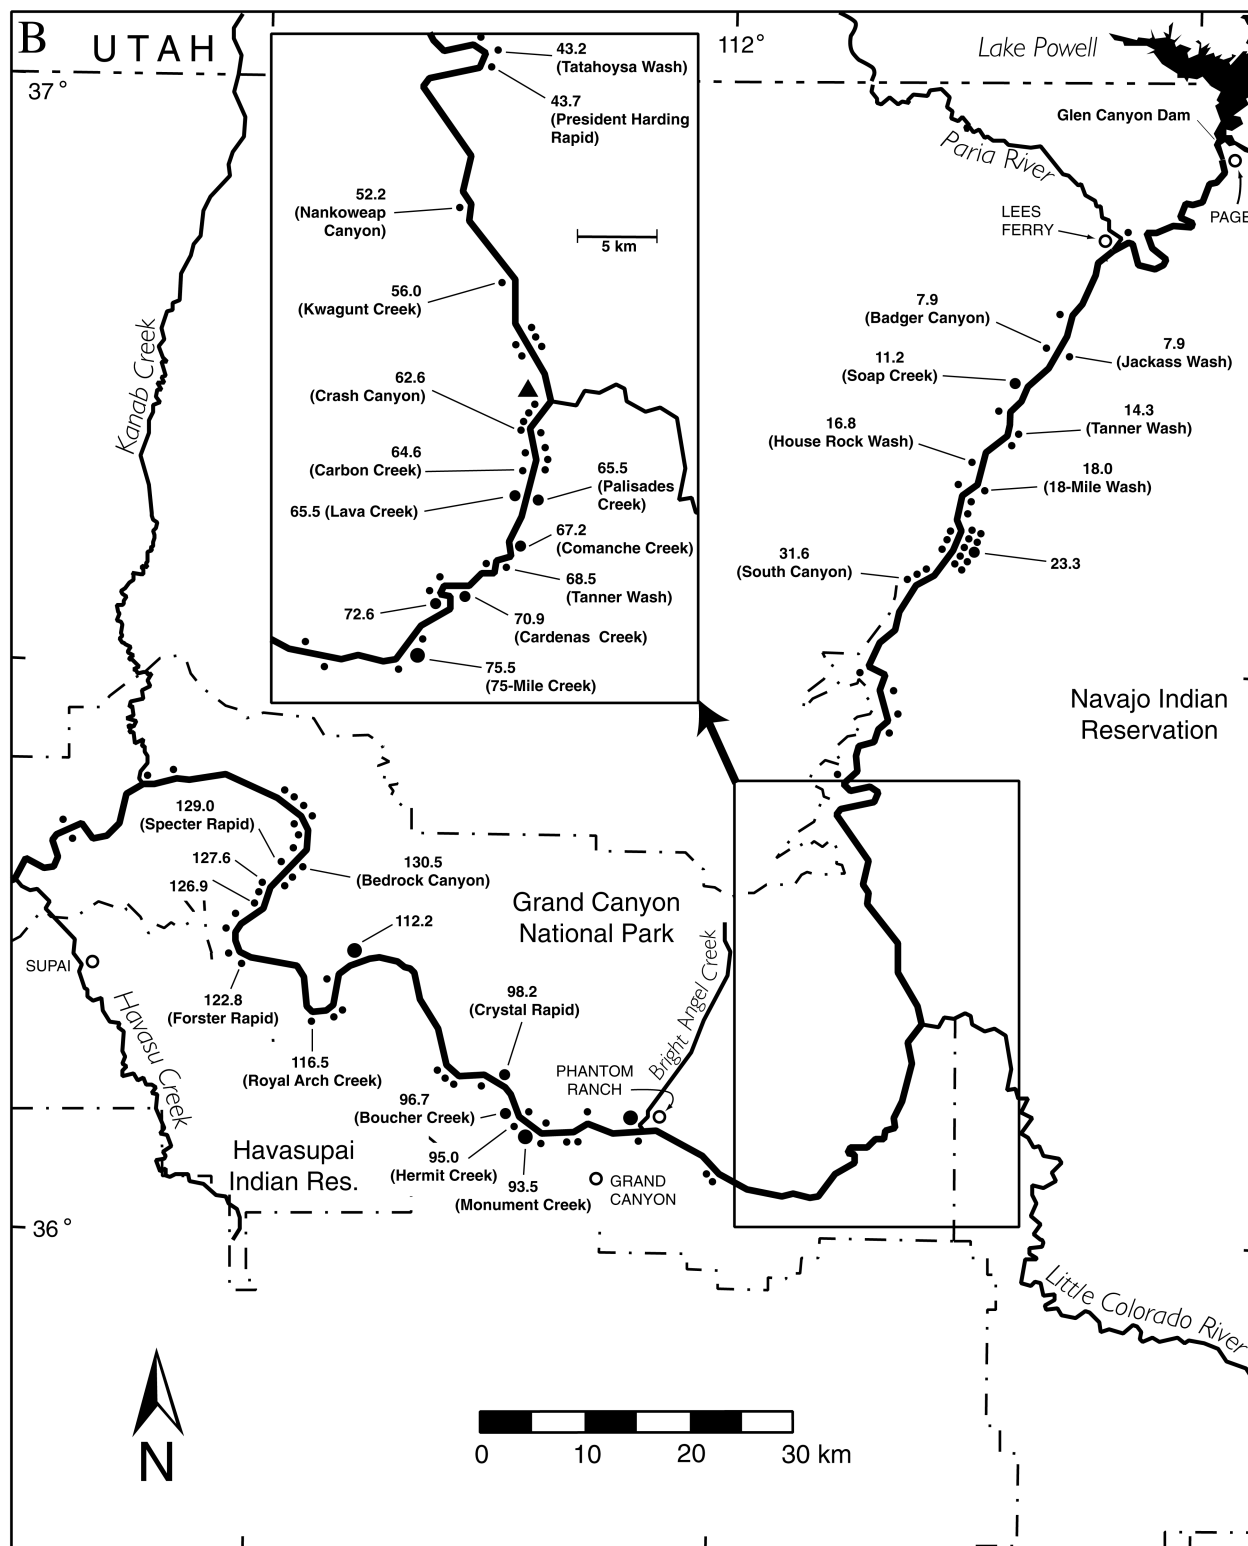 B
UTAH
37°
112°
Lake Powell
Glen Canyon Dam
Paria River
PAGE
LEES
FERRY
43.2
(Tatahoysa Wash)
43.7
(President Harding
Rapid)
52.2
(Nankoweap
Canyon)
5 km
56.0
(Kwagunt Creek)
62.6
(Crash Canyon)
64.6
(Carbon Creek)
65.5 (Lava Creek)
65.5
(Palisades
Creek)
67.2
(Comanche Creek)
68.5
(Tanner Wash)
72.6
70.9
(Cardenas Creek)
75.5
(75-Mile Creek)
7.9
(Badger Canyon)
7.9
(Jackass Wash)
11.2
(Soap Creek)
14.3
(Tanner Wash)
16.8
(House Rock Wash)
18.0
(18-Mile Wash)
31.6
(South Canyon)
23.3
Kanab Creek
Navajo Indian
Reservation
129.0
(Specter Rapid)
127.6
126.9
130.5
(Bedrock Canyon)
Grand Canyon
National Park
112.2
SUPAI
Havasu Creek
122.8
(Forster Rapid)
116.5
(Royal Arch Creek)
98.2
(Crystal Rapid)
Bright Angel Creek
PHANTOM
RANCH
96.7
(Boucher Creek)
95.0
(Hermit Creek)
93.5
(Monument Creek)
GRAND
CANYON
Havasupai
Indian Res.
36°
Little Colorado River
N
0 10 20 30 km